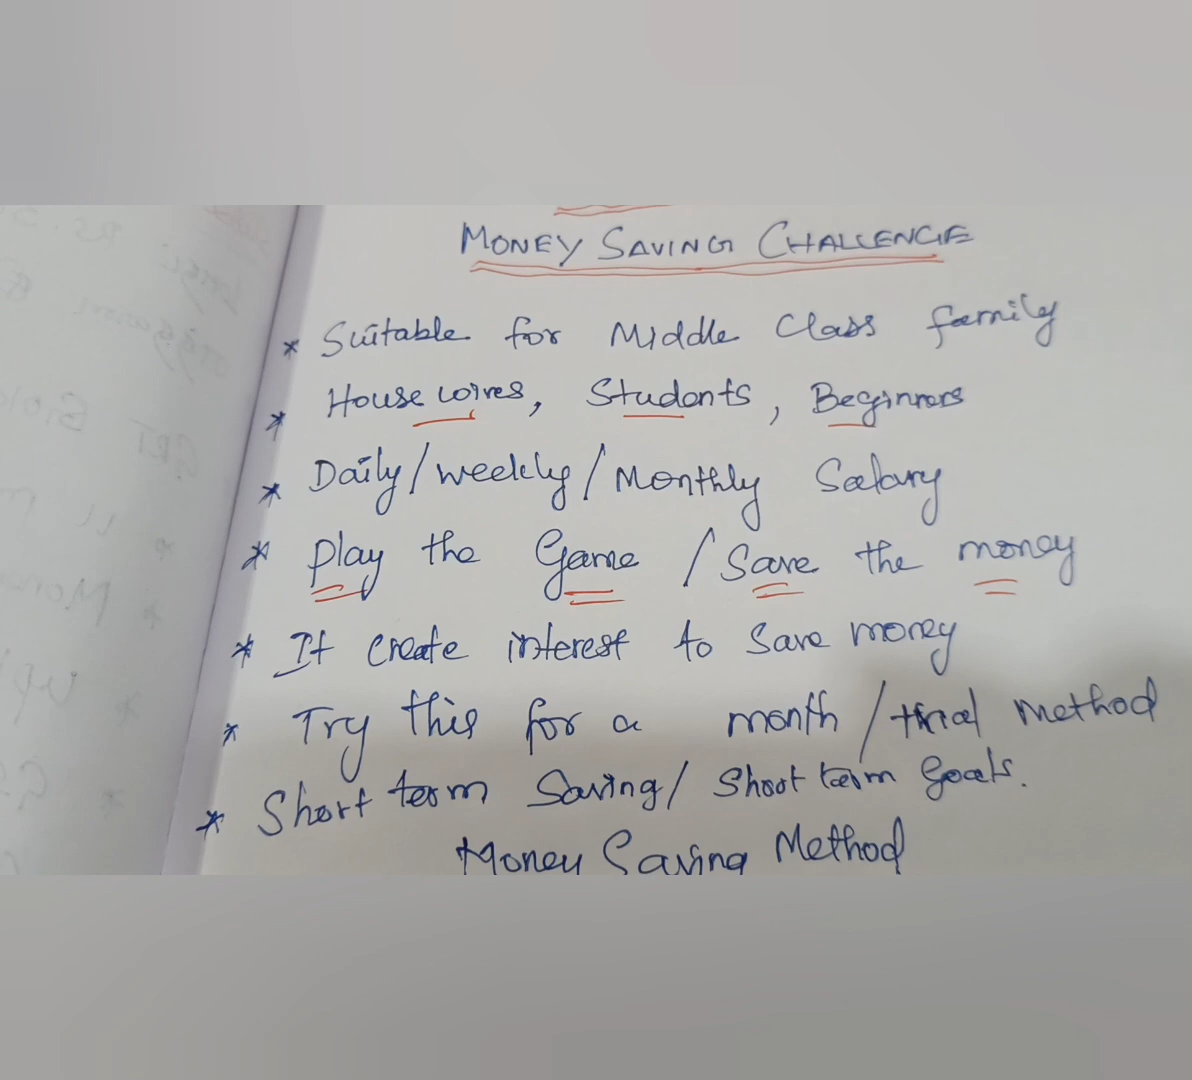 MONEY SAVING CHALLENGE
* Suitable for Middle Class family
* House wives, Students, Beginners
* Daily/weekly/Monthly Salary
* Play the Game / Save the money
* It create interest to Save money
* Try this for a month / trial Method
* Short term Saving/ Short term Goals.
Money Saving Method